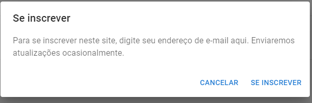 Se inscrever
Para se inscrever neste site, digite seu endereço de e-mail aqui. Enviaremos
atualizações ocasionalmente.
CANCELAR SE INSCREVER